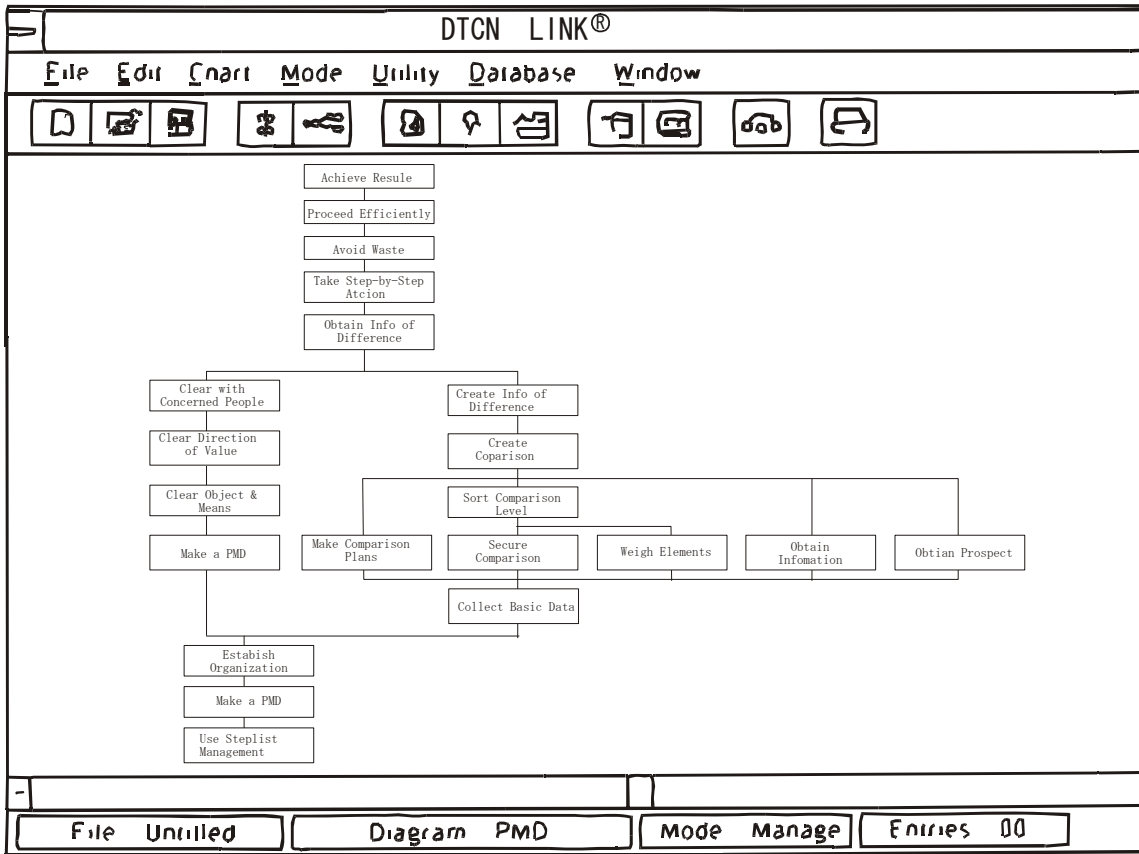 DTCN LINK®
File Edit Chart Mode Utility Database Window
Achieve Resule
Proceed Efficiently
Avoid Waste
Take Step-by-Step
Atcion
Obtain Info of
Difference
Clear with
Concerned People
Create Info of
Difference
Clear Direction
of Value
Create
Coparison
Clear Object &
Means
Sort Comparison
Level
Make a PMD
Make Comparison
Plans
Secure
Comparison
Weigh Elements
Obtain
Infomation
Obtian Prospect
Collect Basic Data
Estabish
Organization
Make a PMD
Use Steplist
Management
File Untilled
Diagram PMD
Mode Manage
Entries 00